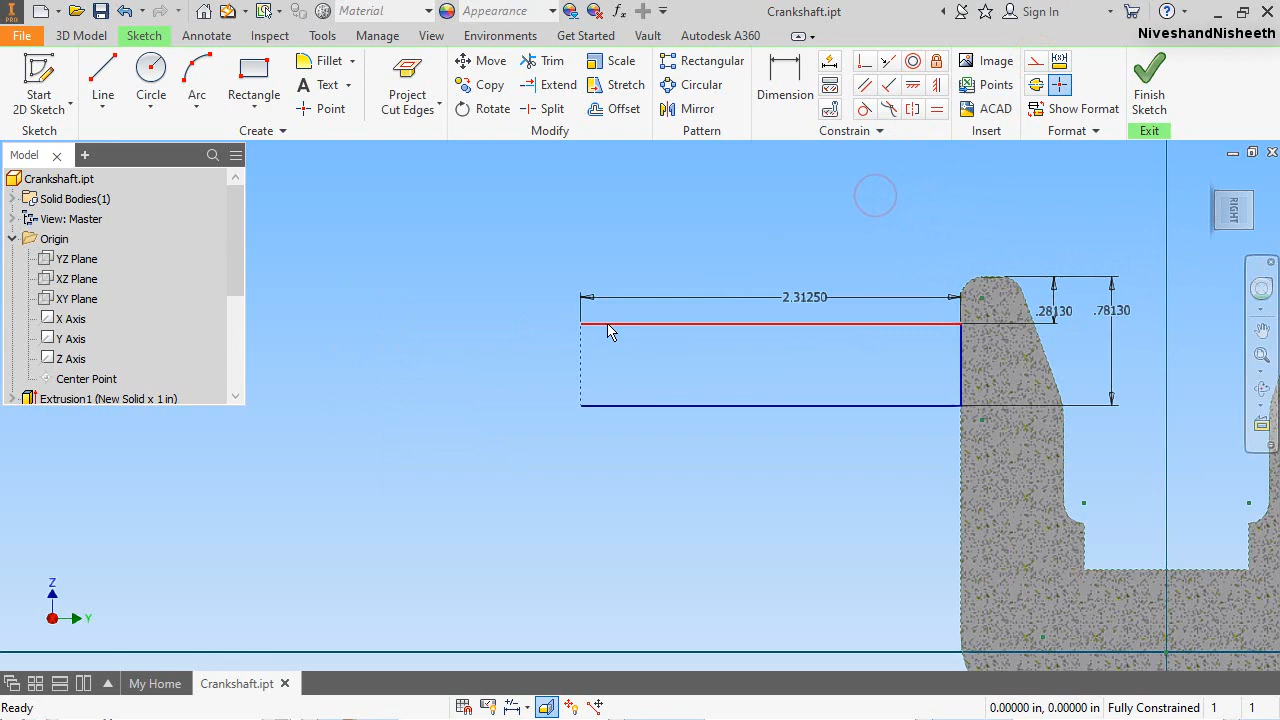 PRO
Material
Appearance
fx
Crankshaft.ipt
Sign In
NiveshandNisheeth
File 3D Model Sketch Annotate Inspect Tools Manage View Environments Get Started Vault Autodesk A360
Start 2D Sketch
Line
Circle
Arc
Rectangle
Fillet
Text
Point
Project Cut Edges
Move
Copy
Rotate
Trim
Extend
Split
Scale
Stretch
Offset
Rectangular
Circular
Mirror
Dimension
Image
Points
ACAD
Show Format
Finish Sketch
Sketch Create Modify Pattern Constrain Insert Format Exit
Model
Crankshaft.ipt
Solid Bodies(1)
View: Master
Origin
YZ Plane
XZ Plane
XY Plane
X Axis
Y Axis
Z Axis
Center Point
Extrusion1 (New Solid x 1 in)
RIGHT
2.31250
.28130
.78130
Z
Y
My Home
Crankshaft.ipt
Ready
0.00000 in, 0.00000 in Fully Constrained 1 1